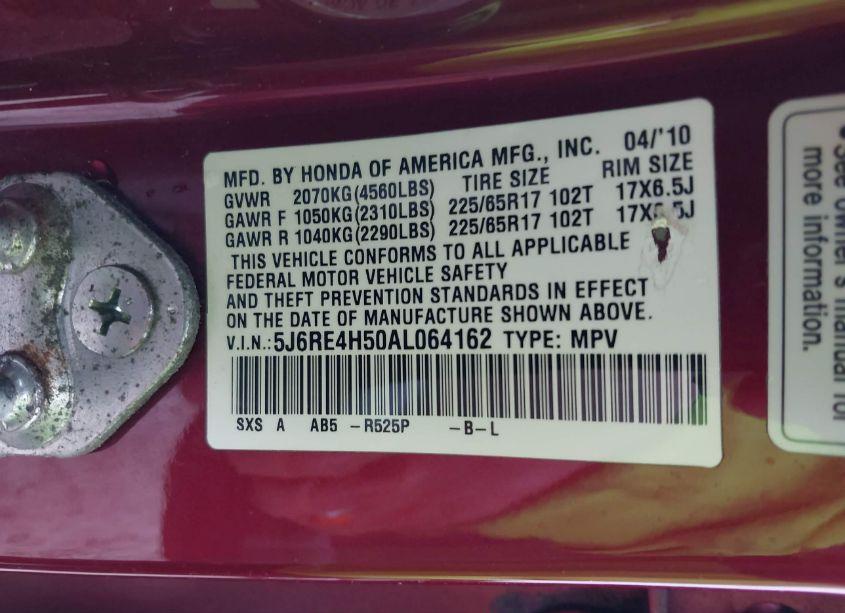 MFD. BY HONDA OF AMERICA MFG., INC. 04/'10
GVWR 2070KG(4560LBS) TIRE SIZE RIM SIZE
GAWR F 1050KG(2310LBS) 225/65R17 102T 17X6.5J
GAWR R 1040KG(2290LBS) 225/65R17 102T
THIS VEHICLE CONFORMS TO ALL APPLICABLE
FEDERAL MOTOR VEHICLE SAFETY
AND THEFT PREVENTION STANDARDS IN EFFECT
ON THE DATE OF MANUFACTURE SHOWN ABOVE.
V.I.N.:5J6RE4H50AL064162 TYPE: MPV
SXS A AB5 -R525P -B-L
• See owner's manual
more information.